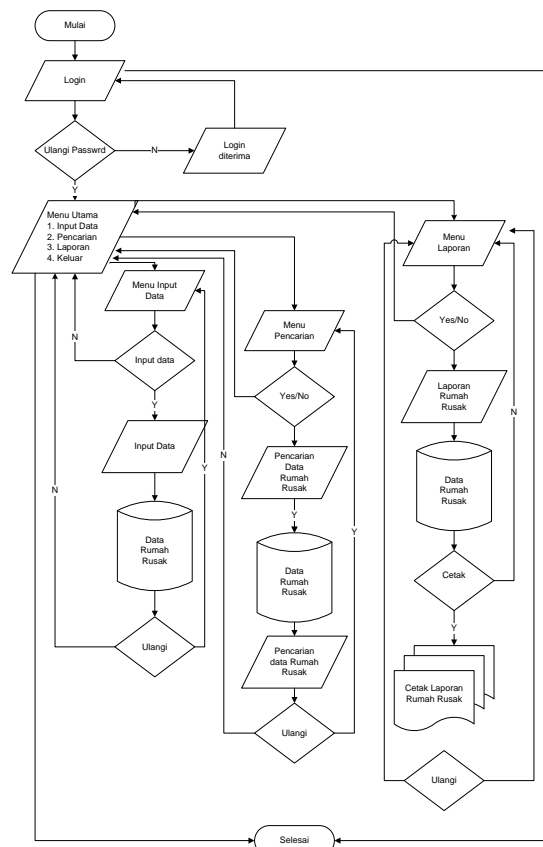 Mulai
Login
Ulangi Passwrd
N
Login
diterima
Y
Menu Utama
1. Input Data
2. Pencarian
3. Laporan
4. Keluar
Menu
Laporan
Menu Input
Data
Menu
Pencarian
Yes/No
N
Input data
Yes/No
Y
Laporan
Rumah
Rusak
N
Input Data
Pencarian
Data
Rumah
Rusak
N
Y
N
Data
Rumah
Rusak
Y
Data
Rumah
Rusak
Y
Data
Rumah
Rusak
Cetak
Y
Ulangi
Pencarian
data Rumah
Rusak
Cetak Laporan
Rumah Rusak
Ulangi
Ulangi
Selesai